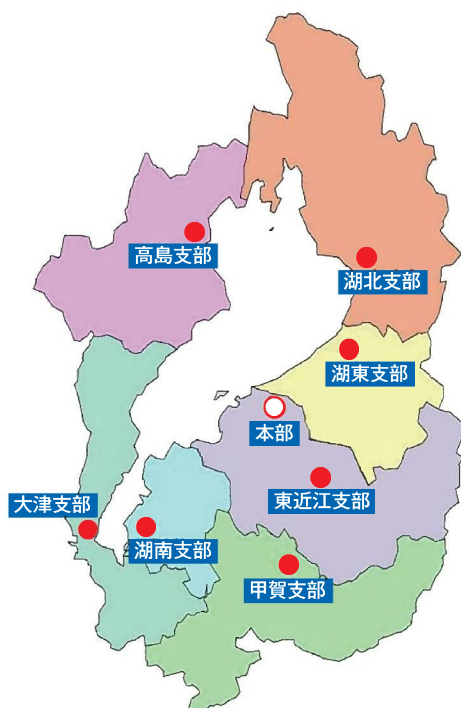 高島支部
湖北支部
湖東支部
本部
東近江支部
大津支部
湖南支部
甲賀支部